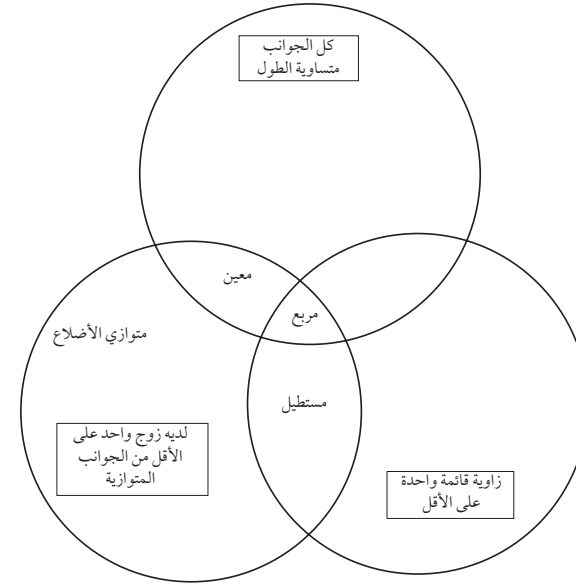 كل الجوانب
متساوية الطول
معين
مربع
متوازي الأضلاع
مستطيل
لديه زوج واحد على
الأقل من الجوانب
المتوازية
زاوية قائمة واحدة
على الأقل